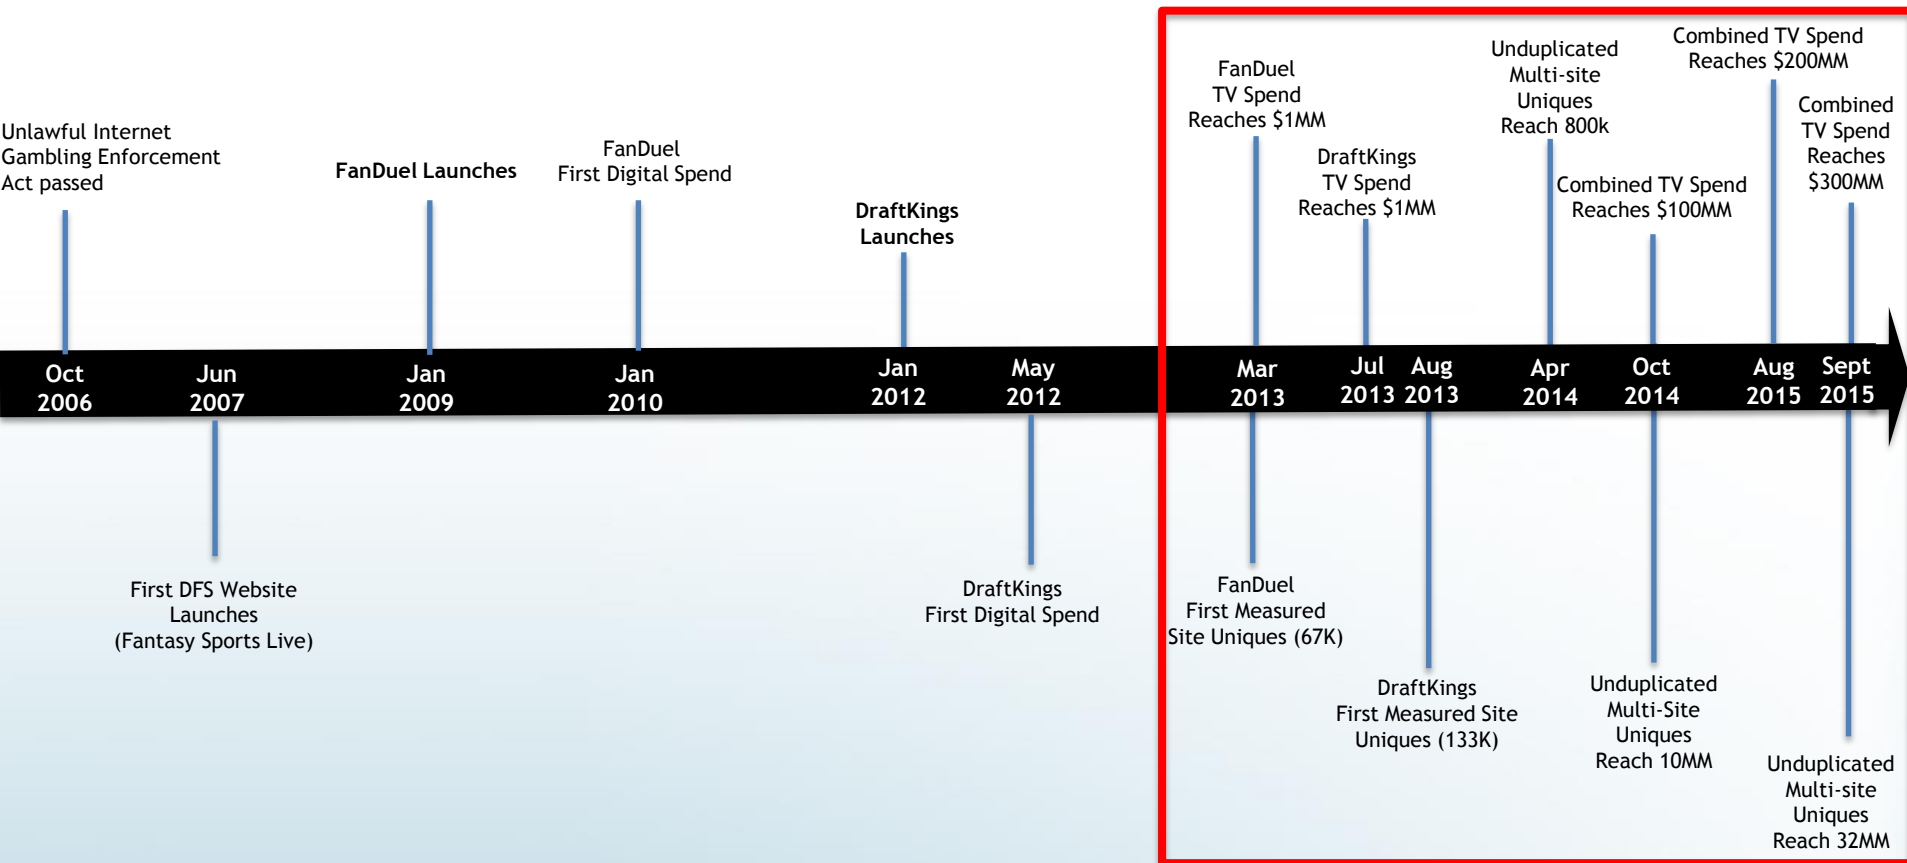 Unlawful Internet
Gambling Enforcement
Act passed
FanDuel Launches
FanDuel
First Digital Spend
DraftKings
Launches
FanDuel
TV Spend
Reaches $1MM
DraftKings
TV Spend
Reaches $1MM
Unduplicated
Multi-site
Uniques
Reach 800k
Combined TV Spend
Reaches $100MM
Combined TV Spend
Reaches $200MM
Combined
TV Spend
Reaches
$300MM
Oct
2006
Jun
2007
Jan
2009
Jan
2010
Jan
2012
May
2012
Mar
2013
Jul
2013
Aug
2013
Apr
2014
Oct
2014
Aug
2015
Sept
2015
First DFS Website
Launches
(Fantasy Sports Live)
DraftKings
First Digital Spend
FanDuel
First Measured
Site Uniques (67K)
DraftKings
First Measured Site
Uniques (133K)
Unduplicated
Multi-Site
Uniques
Reach 10MM
Unduplicated
Multi-site
Uniques
Reach 32MM